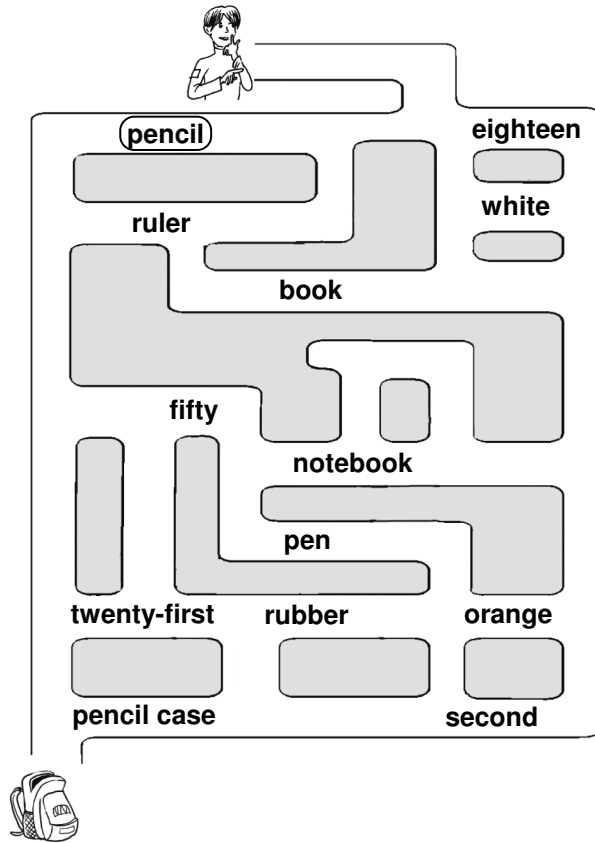 pencil
eighteen
white
ruler
book
fifty
notebook
pen
twenty-first
rubber
orange
pencil case
second